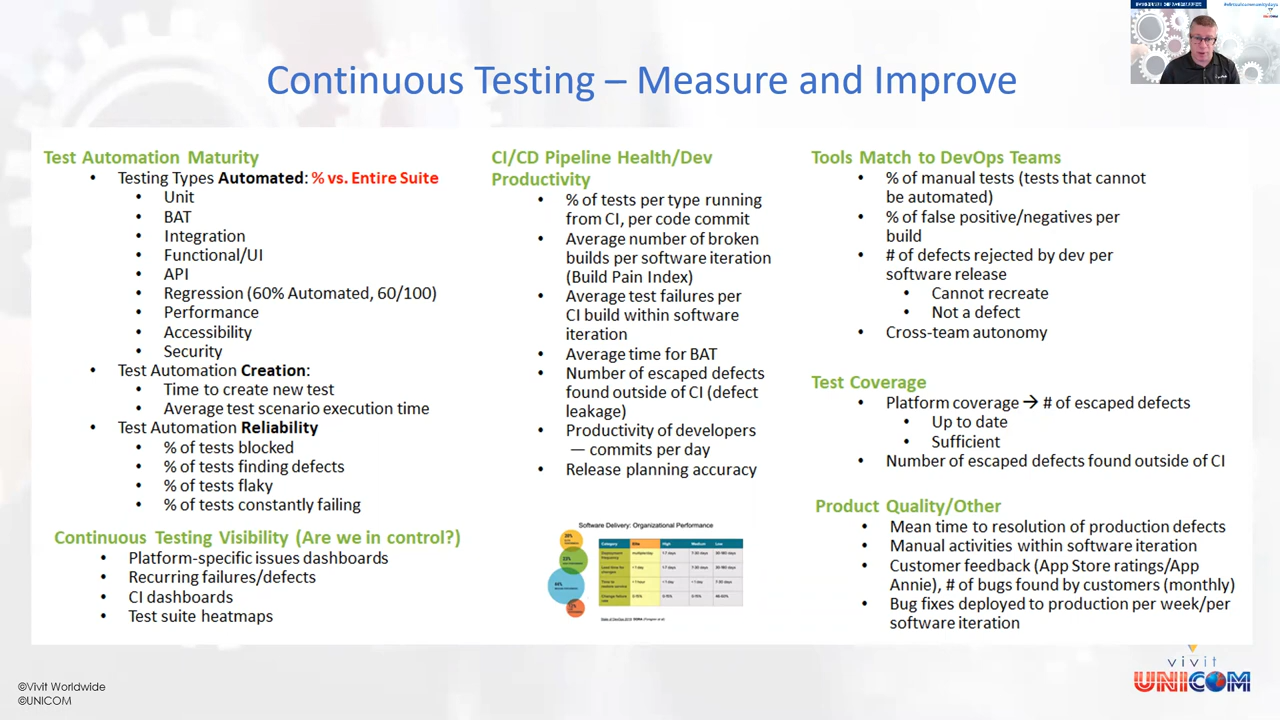 #virtualcommunitydays
Continuous Testing – Measure and Improve
Test Automation Maturity
• Testing Types Automated: % vs. Entire Suite
• Unit
• BAT
• Integration
• Functional/UI
• API
• Regression (60% Automated, 60/100)
• Performance
• Accessibility
• Security
• Test Automation Creation:
• Time to create new test
• Average test scenario execution time
• Test Automation Reliability
• % of tests blocked
• % of tests finding defects
• % of tests flaky
• % of tests constantly failing
Continuous Testing Visibility (Are we in control?)
• Platform-specific issues dashboards
• Recurring failures/defects
• CI dashboards
• Test suite heatmaps
CI/CD Pipeline Health/Dev
Productivity
• % of tests per type running
from CI, per code commit
• Average number of broken
builds per software iteration
(Build Pain Index)
• Average test failures per
CI build within software
iteration
• Average time for BAT
• Number of escaped defects
found outside of CI (defect
leakage)
• Productivity of developers
— commits per day
• Release planning accuracy
Software Delivery: Organizational Performance
Category Elite High Medium Low
Tools Match to DevOps Teams
• % of manual tests (tests that cannot
be automated)
• % of false positive/negatives per
build
• # of defects rejected by dev per
software release
• Cannot recreate
• Not a defect
• Cross-team autonomy
Test Coverage
• Platform coverage → # of escaped defects
• Up to date
• Sufficient
• Number of escaped defects found outside of CI
Product Quality/Other
• Mean time to resolution of production defects
• Manual activities within software iteration
• Customer feedback (App Store ratings/App
Annie), # of bugs found by customers (monthly)
• Bug fixes deployed to production per week/per
software iteration
©Vivit Worldwide
©UNICOM
vivit
UNICOM